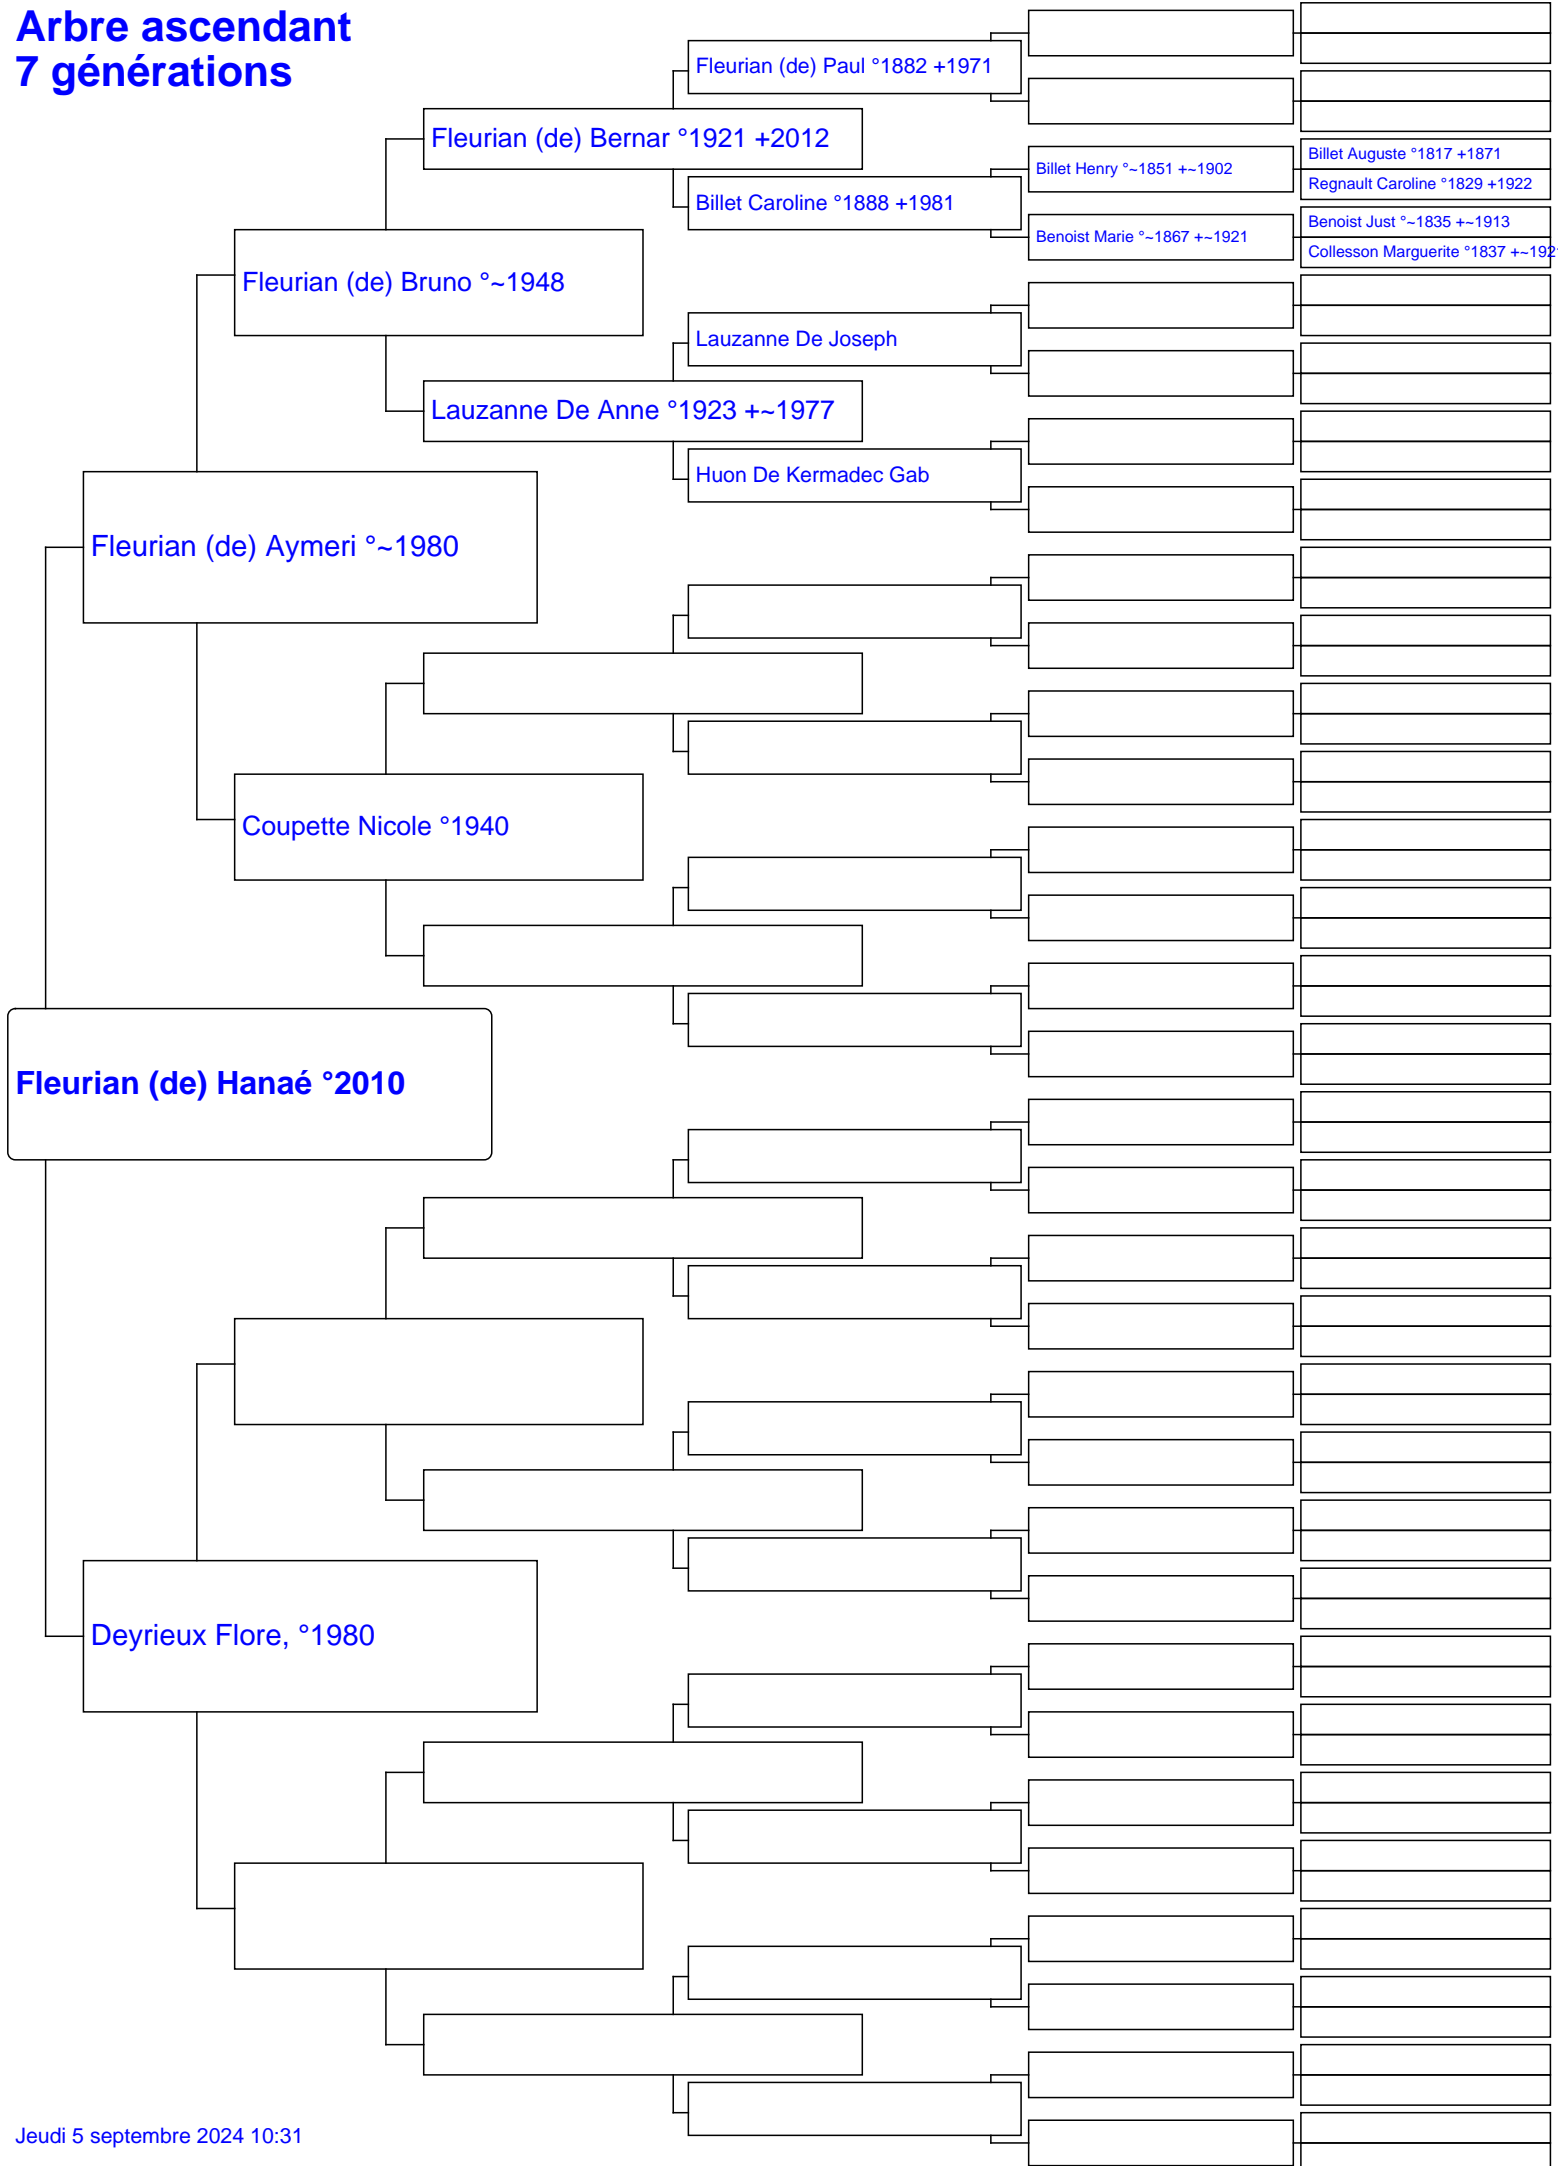 Arbre ascendant
7 générations
Fleurian (de) Paul °1882 +1971
Fleurian (de) Bernar °1921 +2012
Billet Henry °~1851 +~1902
Billet Auguste °1817 +1871
Regnault Caroline °1829 +1922
Billet Caroline °1888 +1981
Benoist Marie °~1867 +~1921
Benoist Just °~1835 +~1913
Collesson Marguerite °1837 +~192
Fleurian (de) Bruno °~1948
Lauzanne De Joseph
Lauzanne De Anne °1923 +~1977
Huon De Kermadec Gab
Fleurian (de) Aymeri °~1980
Coupette Nicole °1940
Fleurian (de) Hanaé °2010
Deyrieux Flore, °1980
Jeudi 5 septembre 2024 10:31